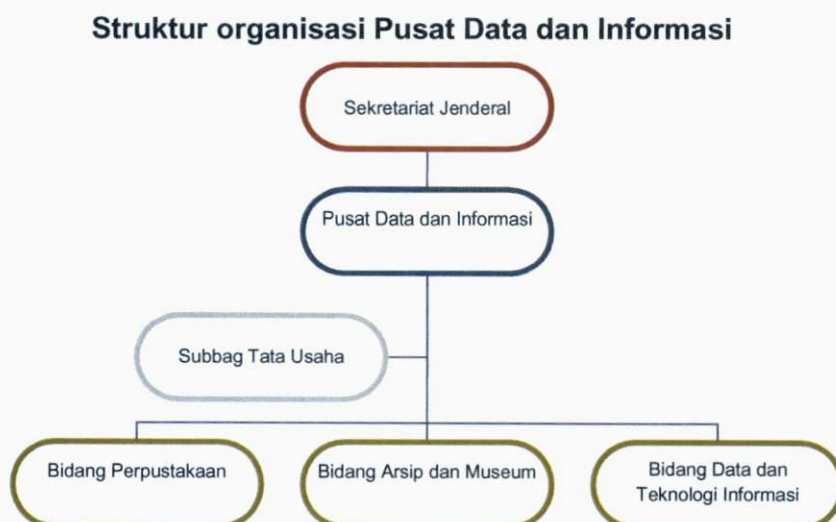 Struktur organisasi Pusat Data dan Informasi
Sekretariat Jenderal
Pusat Data dan Informasi
Subbag Tata Usaha
Bidang Perpustakaan
Bidang Arsip dan Museum
Bidang Data dan
Teknologi Informasi